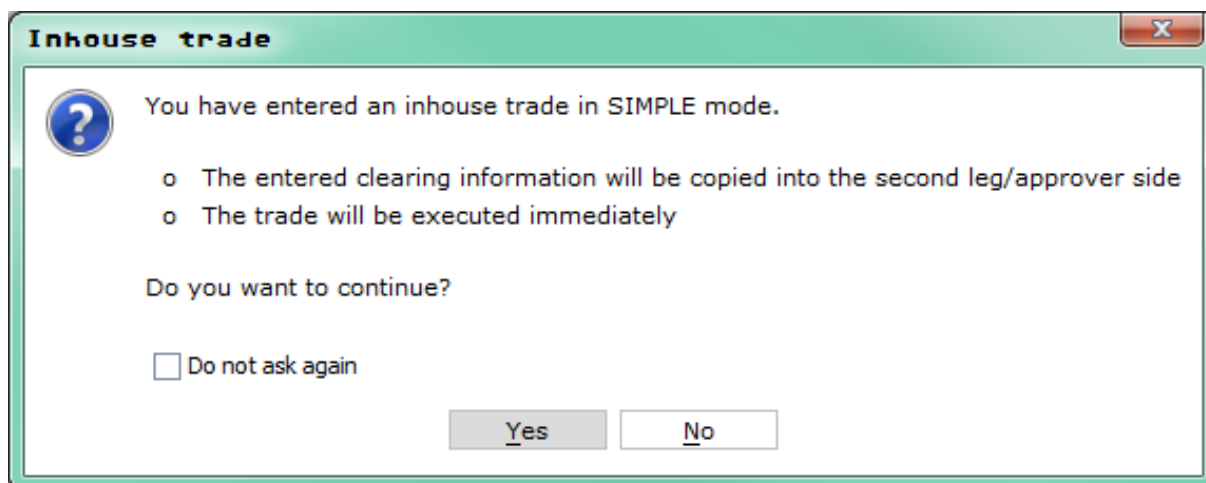 Inhouse trade
You have entered an inhouse trade in SIMPLE mode.
o The entered clearing information will be copied into the second leg/approver side
o The trade will be executed immediately
Do you want to continue?
Do not ask again
Yes No